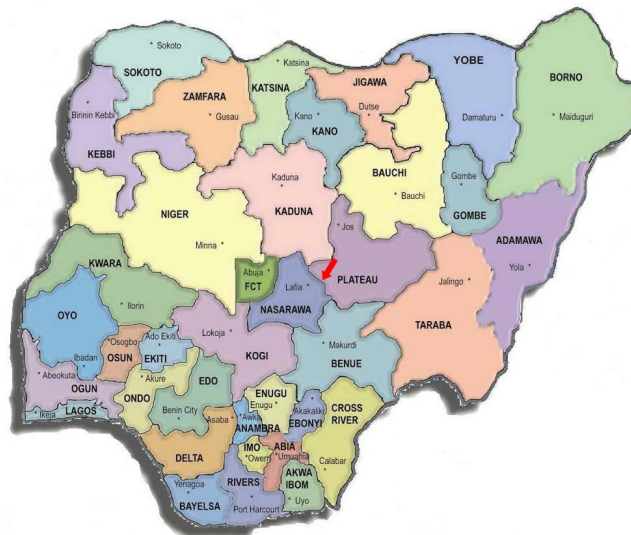 Sokoto
SOKOTO
Katsina
KATSINA
JIGAWA
Dutse
YOBE
Damaturu
BORNO
Maiduguri
ZAMFARA
Gusau
Kano
KANO
Birinin Kebbi
KEBBI
BAUCHI
Bauchi
Gombe
GOMBE
Kaduna
KADUNA
NIGER
Minna
Jos
PLATEAU
ADAMAWA
Yola
KWARA
Ilorin
Abuja
FCT
Lafia
NASARAWA
Jalingo
TARABA
OYO
Ibadan
Osogbo
OSUN
Ado Ekiti
EKITI
Lokoja
KOGI
Makurdi
BENUE
Abeokuta
OGUN
Akure
ONDO
EDO
Benin City
ENUGU
Enugu
Akakaliki
EBONYI
CROSS
RIVER
Calabar
Ikeja
LAGOS
Asaba
Awka
ANAMBRA
DELTA
IMO
Owerri
ABIA
Umuahia
AKWA
IBOM
Uyo
Yenagoa
BAYELSA
RIVERS
Port Harcourt